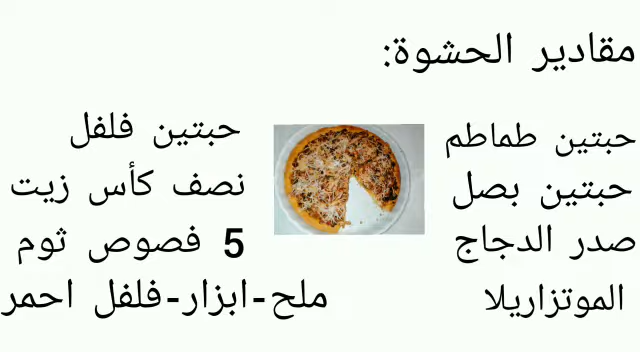 مقادير الحشوة:
حبتين طماطم
حبتين بصل
صدر الدجاج
الموتزاريلا
حبتين فلفل
نصف كأس زيت
5 فصوص ثوم
ملح-ابزار-فلفل احمر